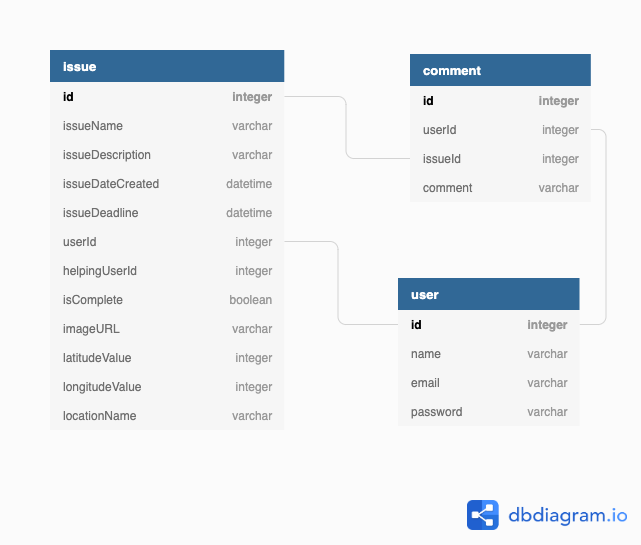 issue
id integer
issueName varchar
issueDescription varchar
issueDateCreated datetime
issueDeadline datetime
userId integer
helpingUserId integer
isComplete boolean
imageURL varchar
latitudeValue integer
longitudeValue integer
locationName varchar
comment
id integer
userId integer
issueId integer
comment varchar
user
id integer
name varchar
email varchar
password varchar
dbdiagram.io